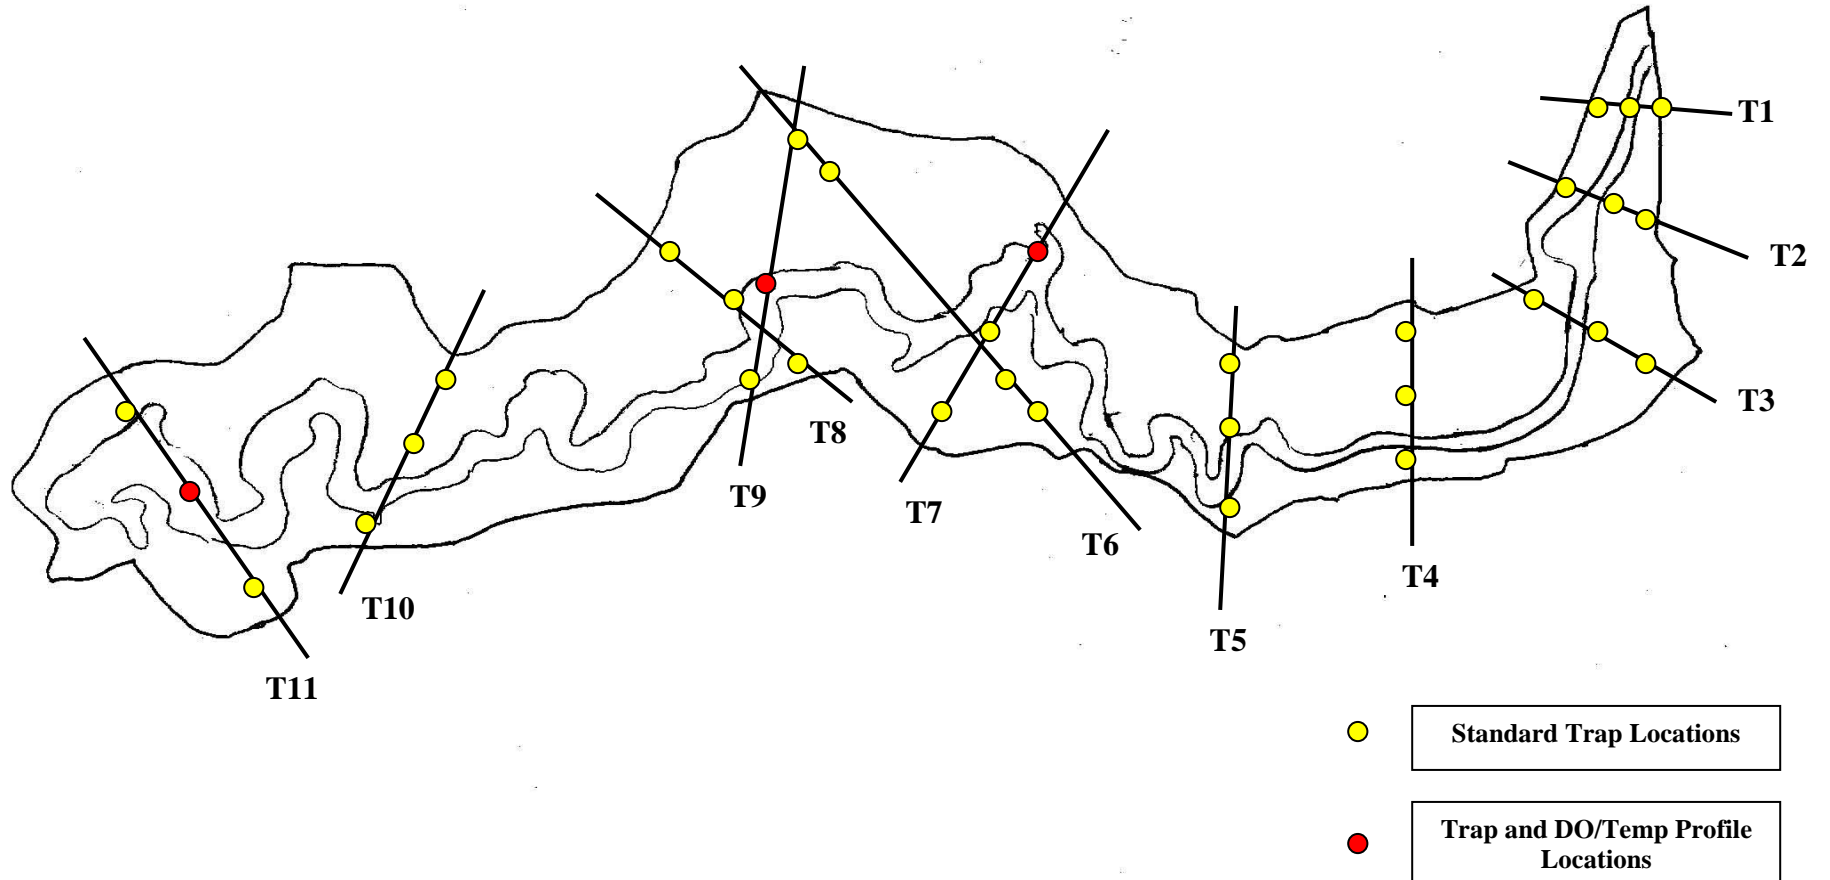 T1
T2
T3
T8
T9
T7
T6
T4
T10
T5
T11
Standard Trap Locations
Trap and DO/Temp Profile
Locations